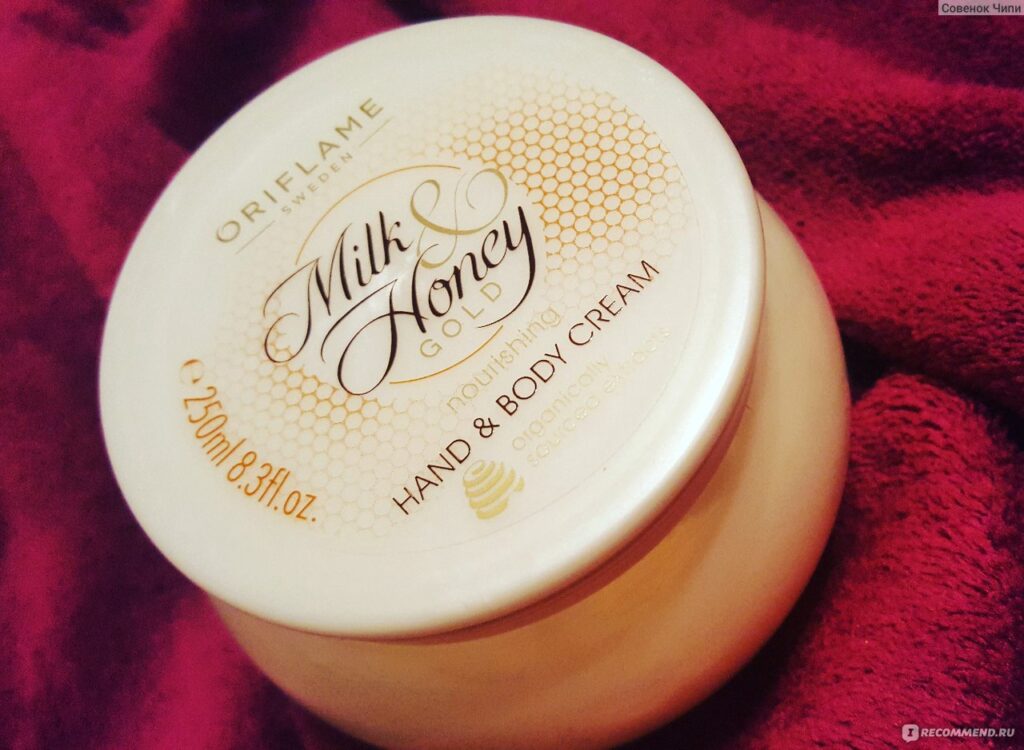 Совенок Чипи
ORIFLAME
SWEDEN
Milk &
Honey
GOLD
nourishing
HAND & BODY CREAM
organically
sourced extracts
℮ 250ml 8.3fl.oz.
IRECOMMEND.RU